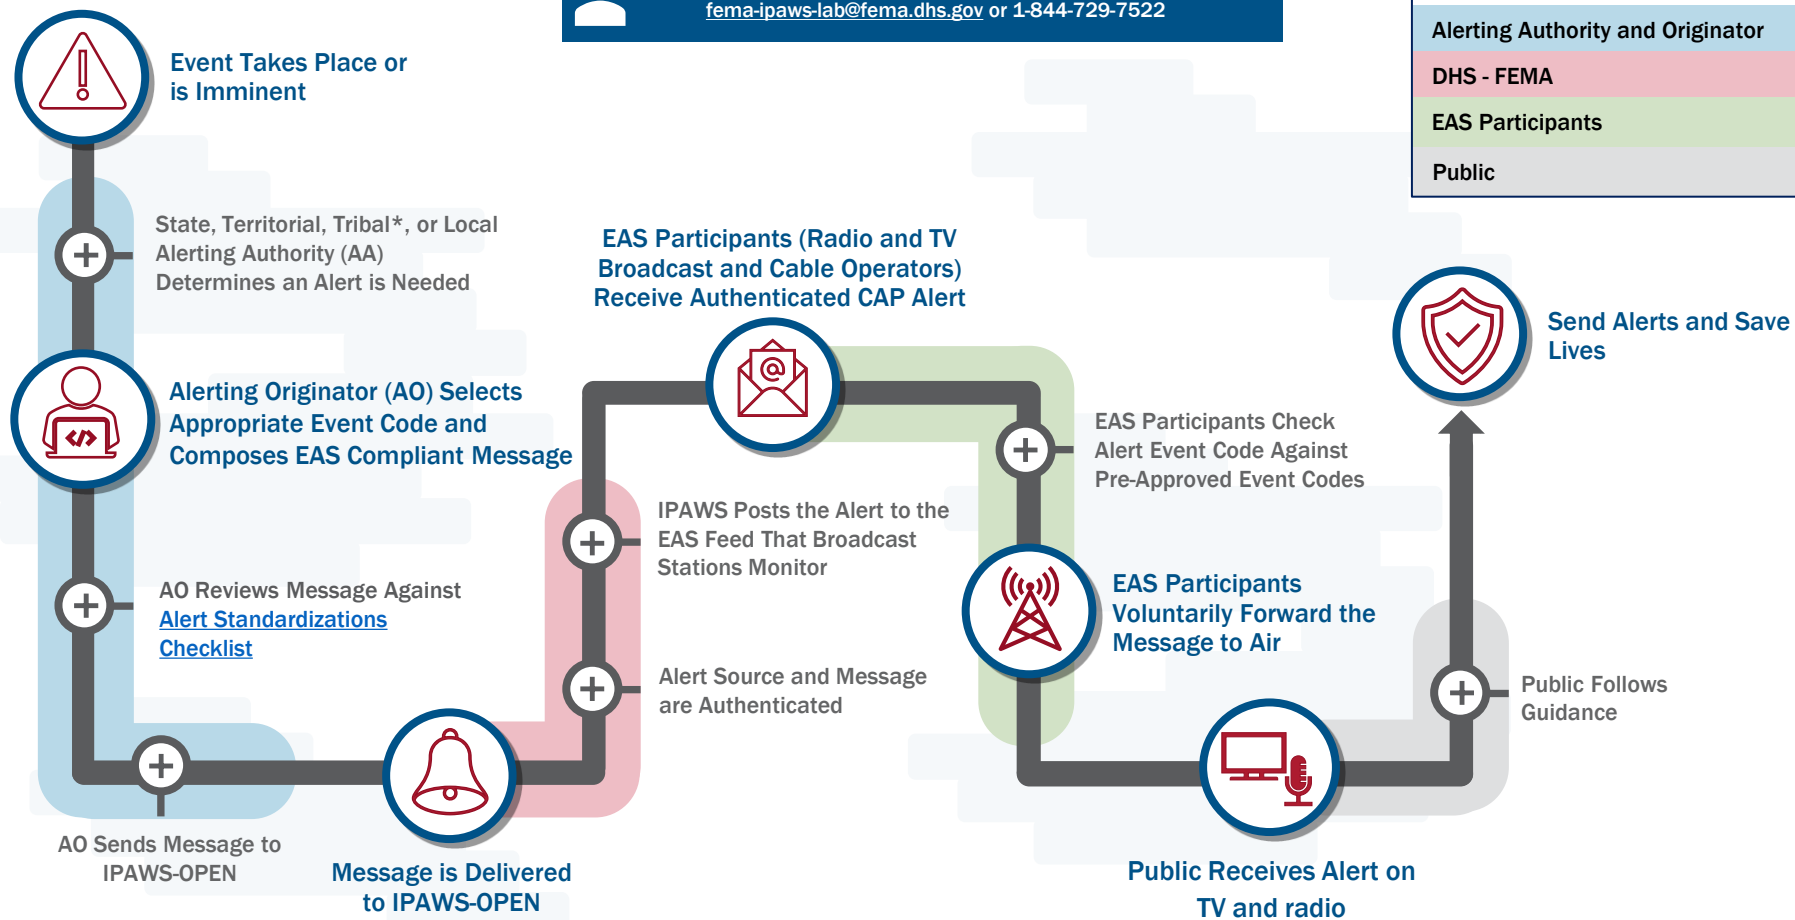 fema-ipaws-lab@fema.dhs.gov or 1-844-729-7522
Alerting Authority and Originator
DHS - FEMA
EAS Participants
Public
Event Takes Place or
is Imminent
State, Territorial, Tribal*, or Local
Alerting Authority (AA)
Determines an Alert is Needed
Alerting Originator (AO) Selects
Appropriate Event Code and
Composes EAS Compliant Message
AO Reviews Message Against
Alert Standardizations
Checklist
AO Sends Message to
IPAWS-OPEN
Message is Delivered
to IPAWS-OPEN
Alert Source and Message
are Authenticated
IPAWS Posts the Alert to the
EAS Feed That Broadcast
Stations Monitor
EAS Participants (Radio and TV
Broadcast and Cable Operators)
Receive Authenticated CAP Alert
EAS Participants Check
Alert Event Code Against
Pre-Approved Event Codes
EAS Participants
Voluntarily Forward the
Message to Air
Public Receives Alert on
TV and radio
Public Follows
Guidance
Send Alerts and Save
Lives